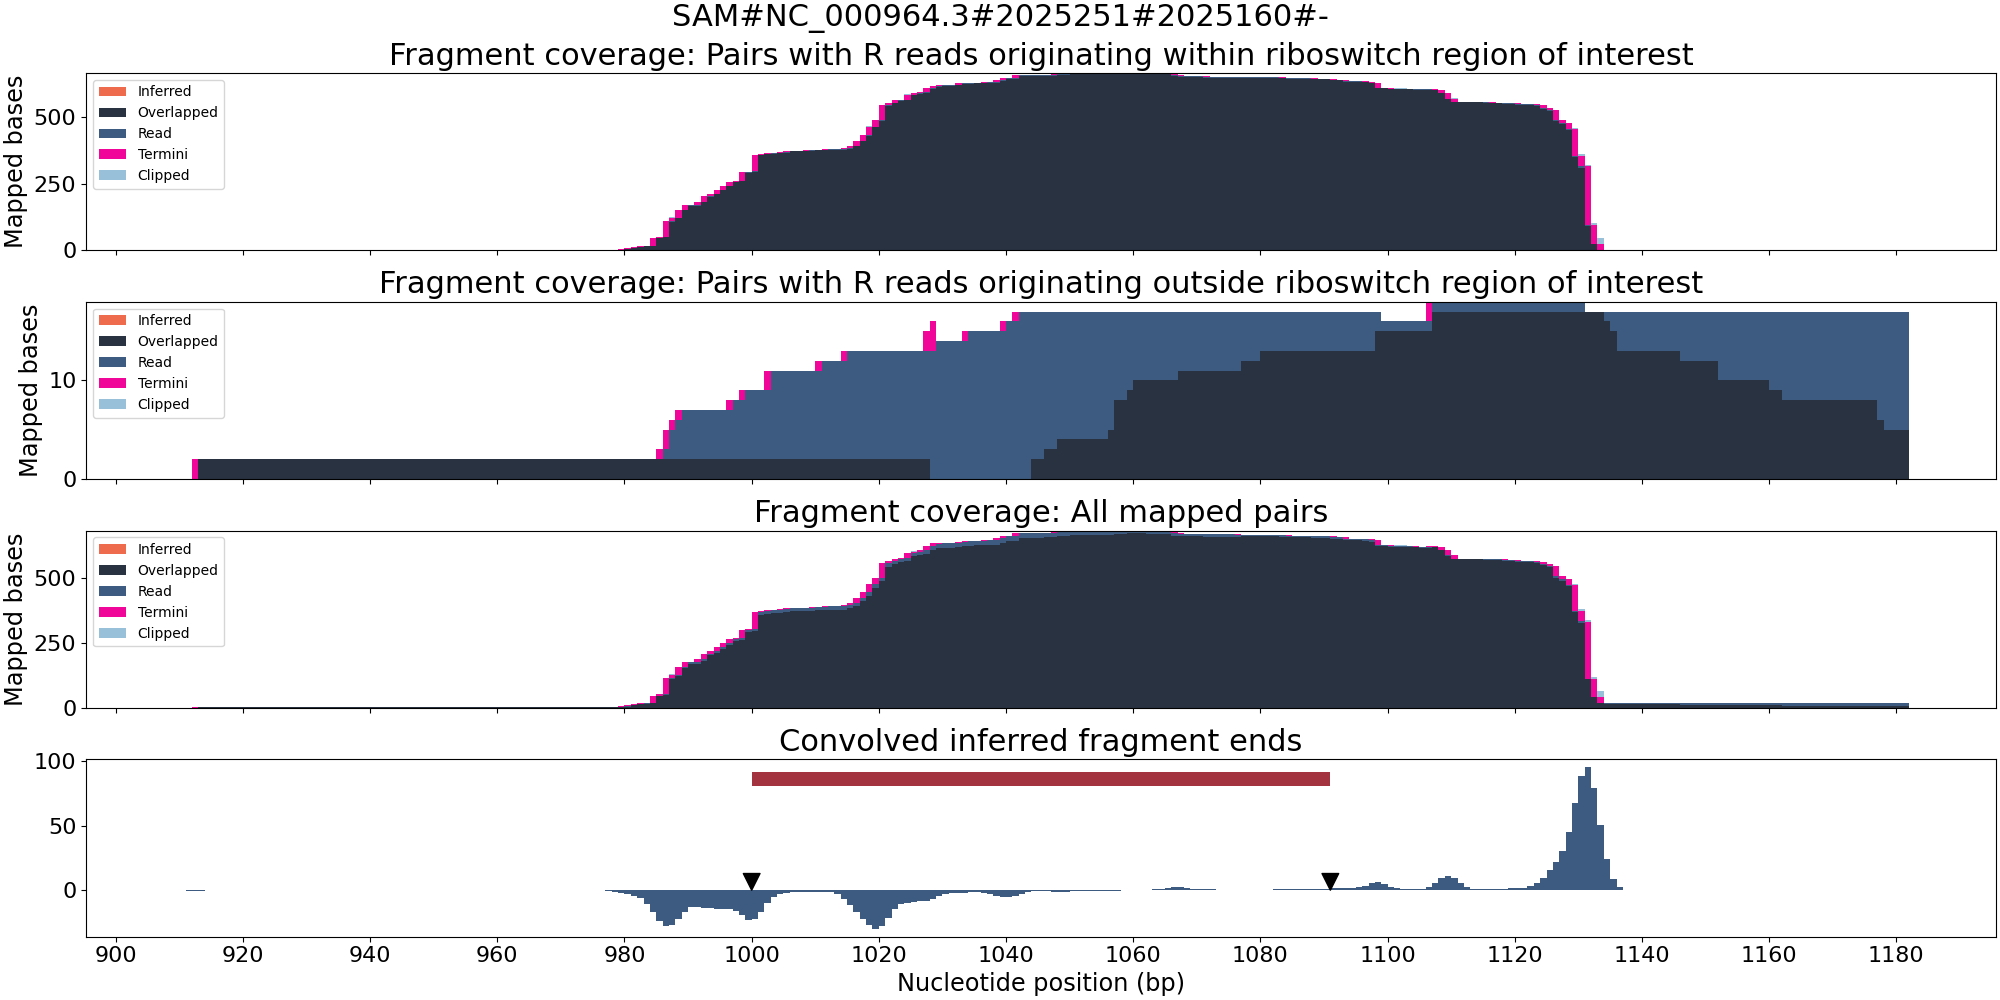 SAM#NC_000964.3#2025251#2025160#-
Fragment coverage: Pairs with R reads originating within riboswitch region of interest
Mapped bases
500
250
0
Inferred
Overlapped
Read
Termini
Clipped
Fragment coverage: Pairs with R reads originating outside riboswitch region of interest
Mapped bases
10
0
Inferred
Overlapped
Read
Termini
Clipped
Fragment coverage: All mapped pairs
Mapped bases
500
250
0
Inferred
Overlapped
Read
Termini
Clipped
Convolved inferred fragment ends
100
50
0
900 920 940 960 980 1000 1020 1040 1060 1080 1100 1120 1140 1160 1180
Nucleotide position (bp)